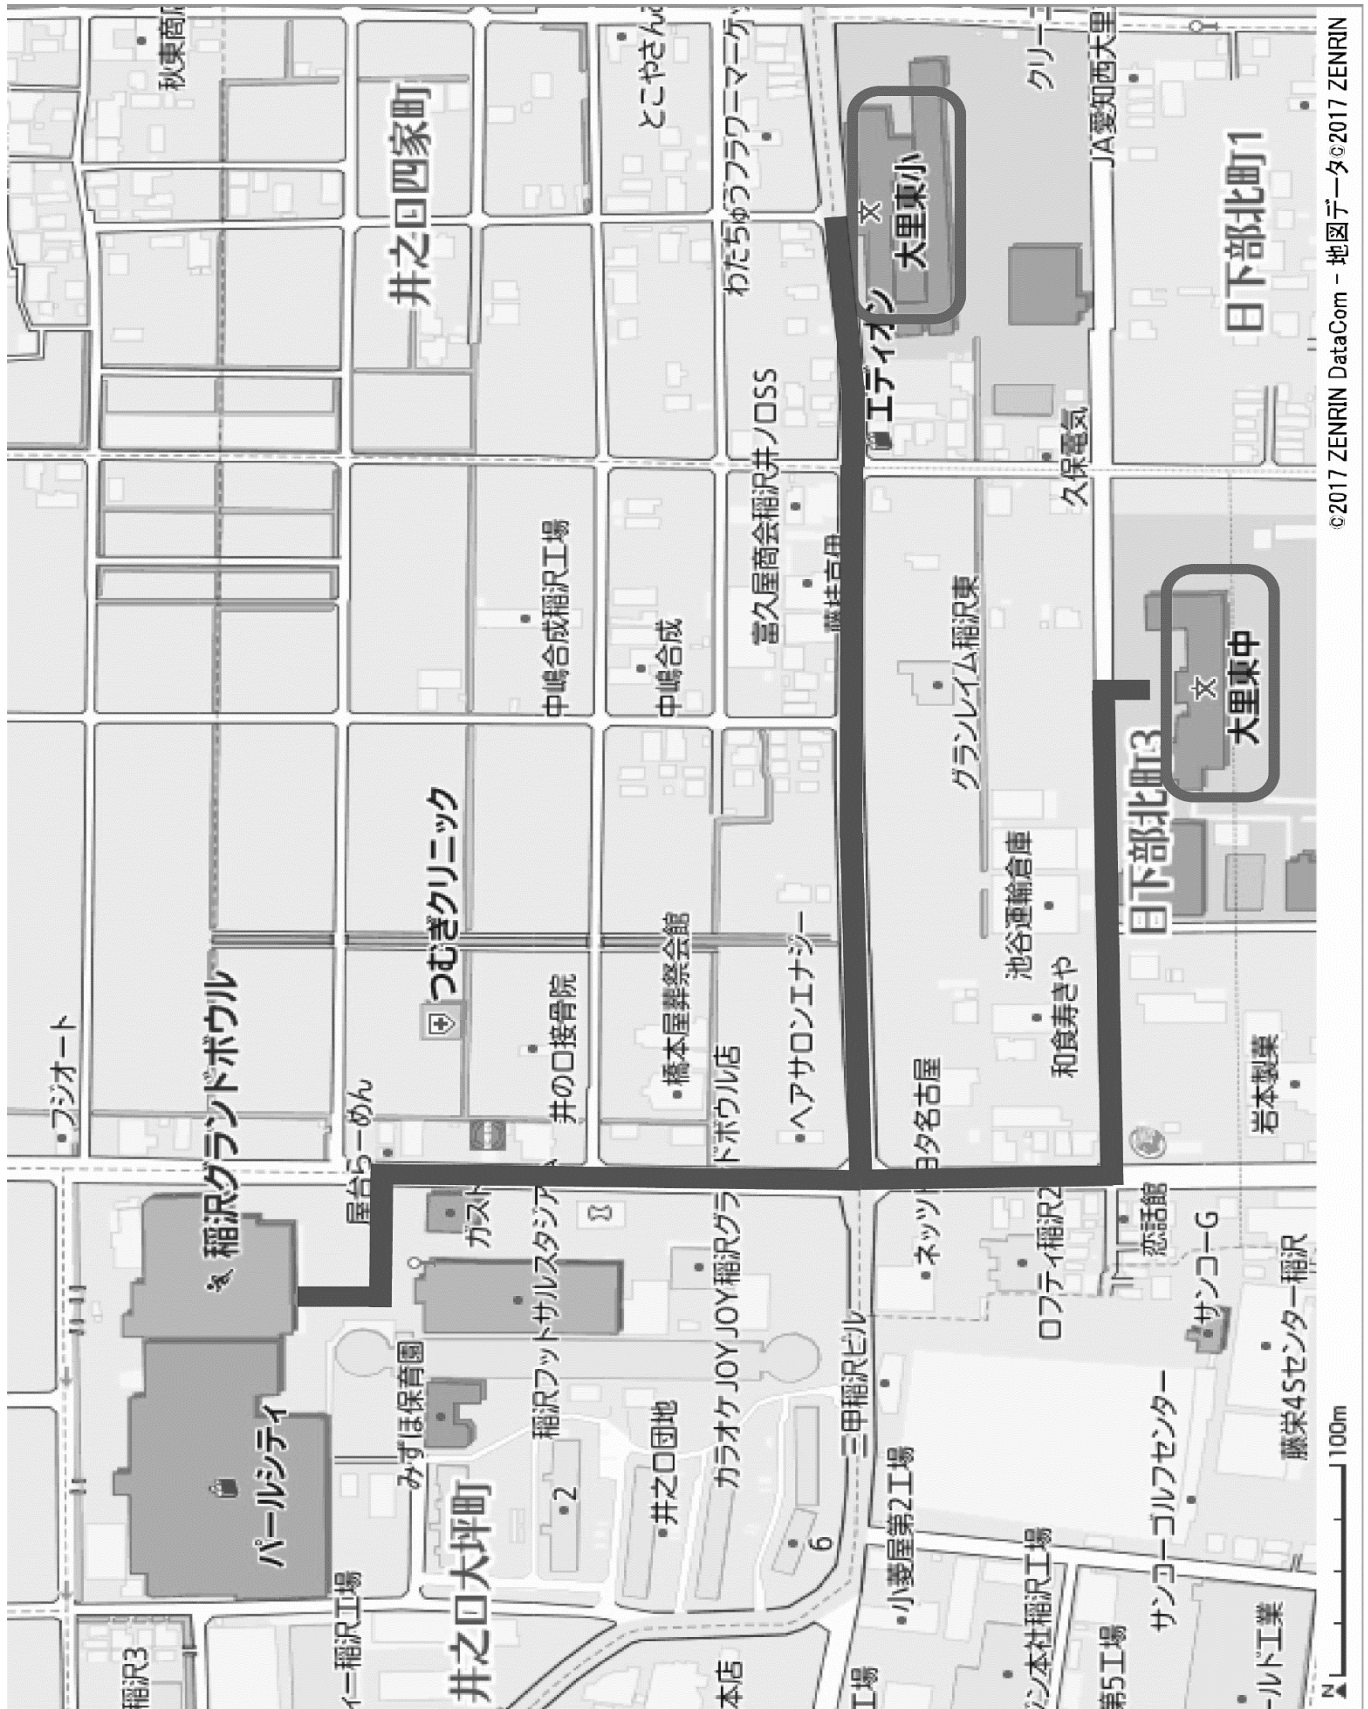 秋東商店
井之口四家町
とこやさんα
わたちゅうフラワーマーケッ
大里東小
エディオン
クリーニ
JA愛知西大里
日下部北町1
久保電気
富久屋商会稲沢井ノ口SS
中嶋合成稲沢工場
中嶋合成
藤桂高伊
グランレイム稲沢東
大里東中
日下部北町3
つむぎクリニック
池谷運輸倉庫
橋本屋葬祭会館
ヘアサロンエナジー
井の口接骨院
和食寿きや
フジオート
稲沢グランドボウル
屋台らーめん
岩本製菓
ガスト
稲沢フットサルスタジアム
カラオケ JOYJOY稲沢グランドボウル店
ネッツトヨタ名古屋
ロフティ稲沢2
恋話館
サンコーG
藤栄4Sセンター稲沢
三甲稲沢ビル
みずほ保育園
パールシティ
井之口団地
2
6
井之口大坪町
小菱屋第2工場
サンコーゴルフセンター
ィー稲沢工場
稲沢3
本店
工場
ン本社稲沢工場
第5工場
ールド工業
N
100m
©2017 ZENRIN DataCom - 地図データ©2017 ZENRIN